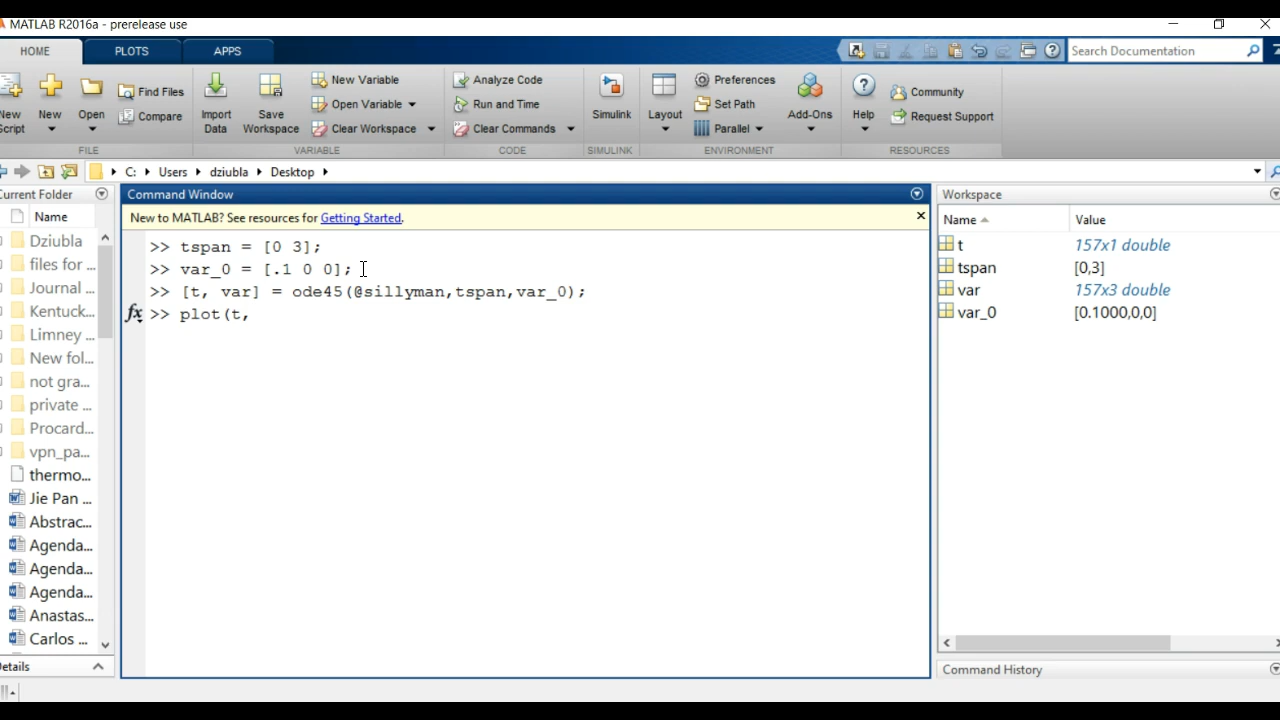 MATLAB R2016a - prerelease use
HOME
PLOTS
APPS
Search Documentation
New
Script
New
Open
Find Files
Compare
FILE
Import
Data
Save
Workspace
New Variable
Open Variable
Clear Workspace
VARIABLE
Analyze Code
Run and Time
Clear Commands
CODE
Simulink
SIMULINK
Layout
Preferences
Set Path
Parallel
Add-Ons
ENVIRONMENT
Help
Community
Request Support
RESOURCES
C: Users dziubla Desktop
Current Folder
Name
Dziubla
files for ...
Journal ...
Kentuck...
Limney ...
New fol...
not gra...
private ...
Procard...
vpn_pa...
thermo...
Jie Pan ...
Abstrac...
Agenda...
Agenda...
Agenda...
Anastas...
Carlos ...
Details
Command Window
New to MATLAB? See resources for Getting Started.
>> tspan = [0 3];
>> var_0 = [.1 0 0];
>> [t, var] = ode45(@sillyman,tspan,var_0);
fx >> plot(t,
Workspace
Name Value
t 157x1 double
tspan [0,3]
var 157x3 double
var_0 [0.1000,0,0]
Command History